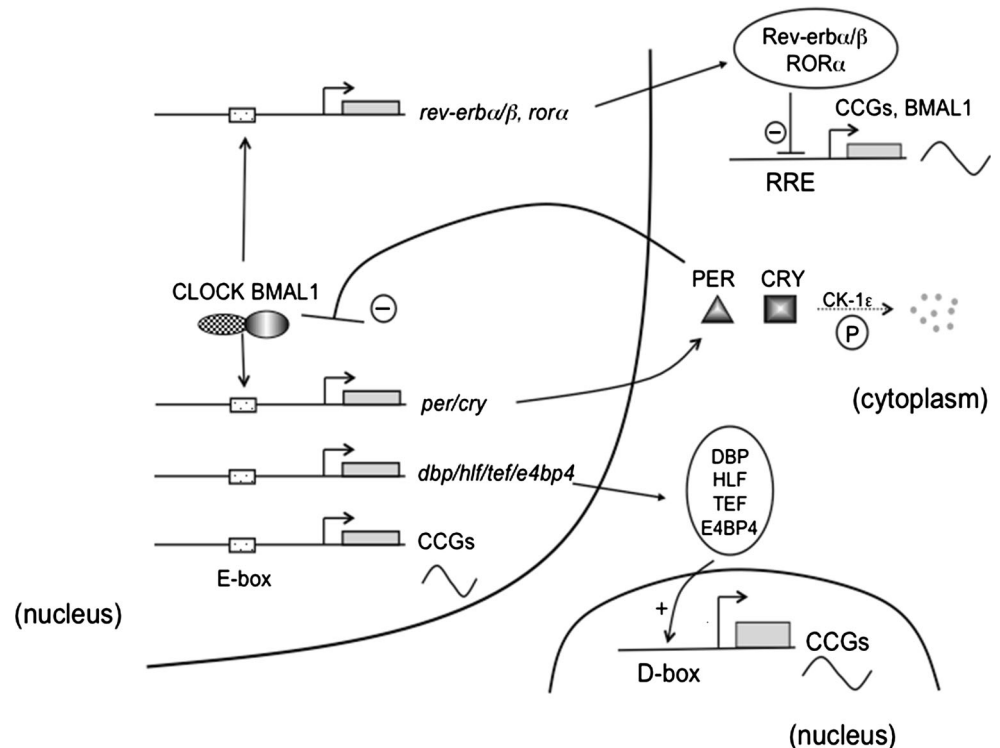 Rev-erbα/β
RORα
rev-erbα/β, rorα
CCGs, BMAL1
−
RRE
CLOCK BMAL1
−
PER CRY
CK-1ε
P
(cytoplasm)
per/cry
dbp/hlf/tef/e4bp4
DBP
HLF
TEF
E4BP4
CCGs
E-box
(nucleus)
+
CCGs
D-box
(nucleus)